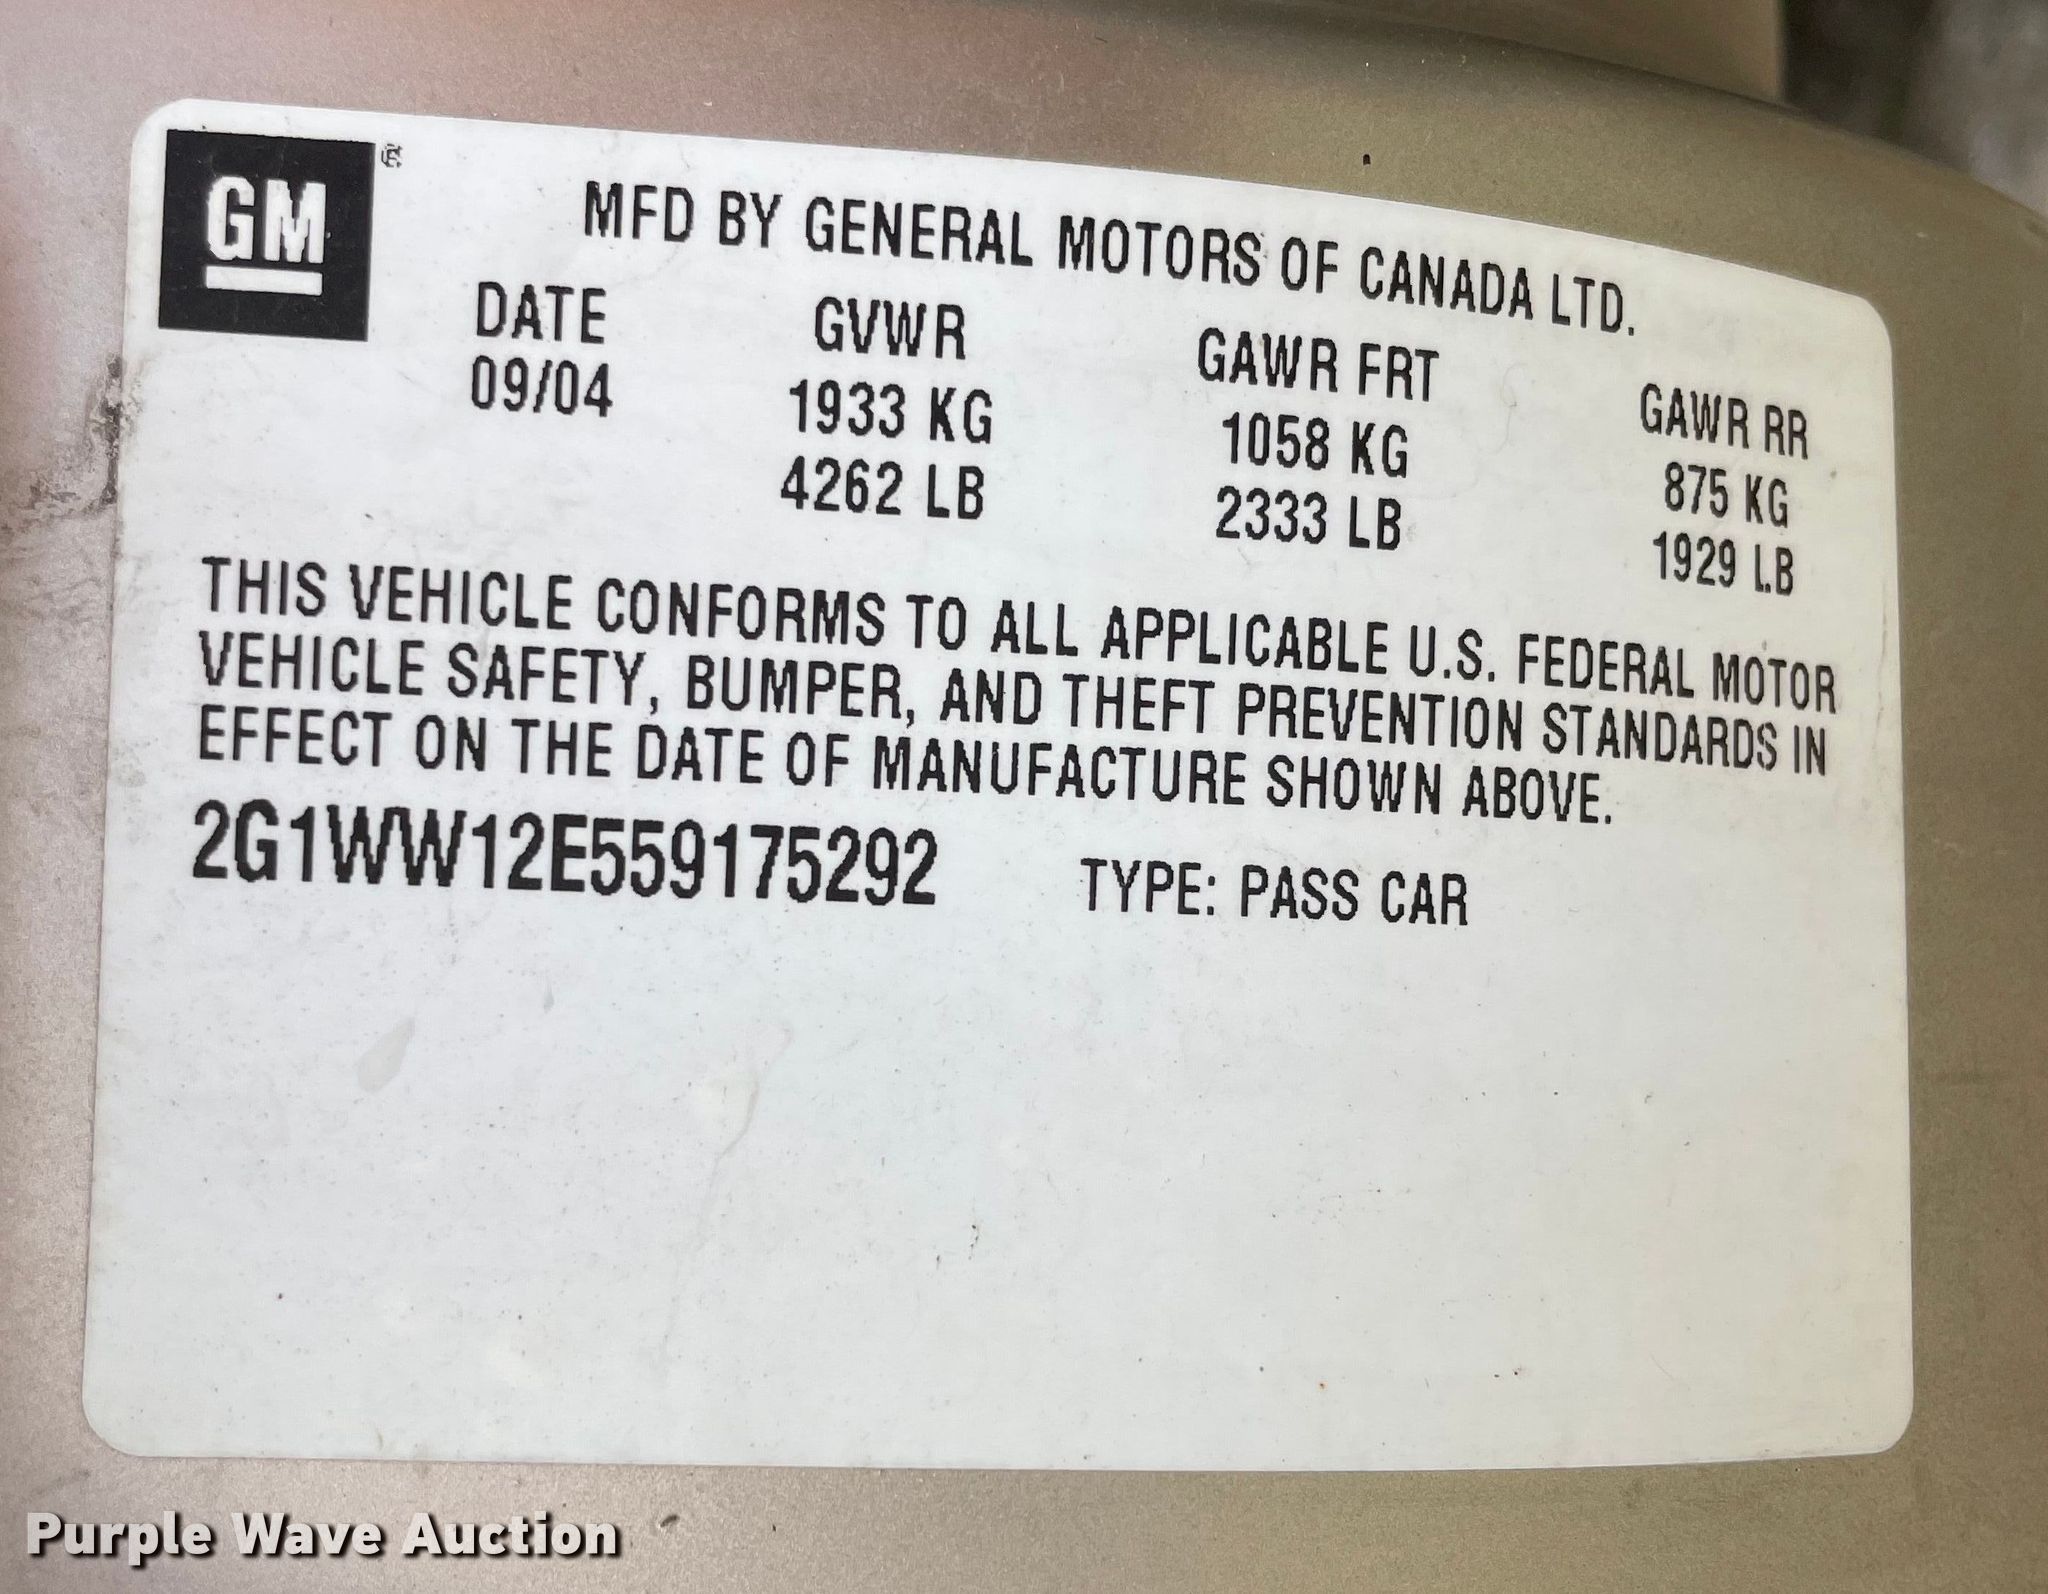 GM
MFD BY GENERAL MOTORS OF CANADA LTD.
DATE GVWR GAWR FRT GAWR RR
09/04 1933 KG 1058 KG 875 KG
4262 LB 2333 LB 1929 LB
THIS VEHICLE CONFORMS TO ALL APPLICABLE U.S. FEDERAL MOTOR
VEHICLE SAFETY, BUMPER, AND THEFT PREVENTION STANDARDS IN
EFFECT ON THE DATE OF MANUFACTURE SHOWN ABOVE.
2G1WW12E559175292 TYPE: PASS CAR
Purple Wave Auction